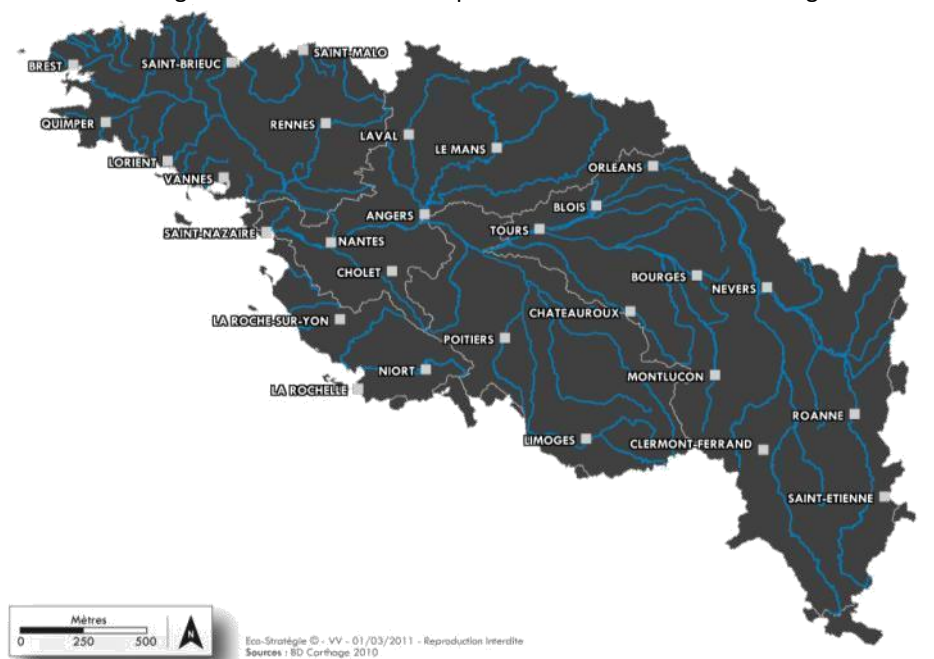 SAINT-MALO
BREST
SAINT-BRIEUC
QUIMPER
RENNES
LAVAL
LE MANS
LORIENT
ORLEANS
VANNES
BLOIS
ANGERS
TOURS
SAINT-NAZAIRE
NANTES
CHOLET
BOURGES
NEVERS
LA ROCHE-SUR-YON
CHATEAUROUX
POITIERS
NIORT
MONTLUCON
LA ROCHELLE
ROANNE
LIMOGES
CLERMONT-FERRAND
SAINT-ETIENNE
Mètres
0 250 500
N
Eco-Stratégie © - VV - 01/03/2011 - Reproduction Interdite
Sources : BD Carthage 2010